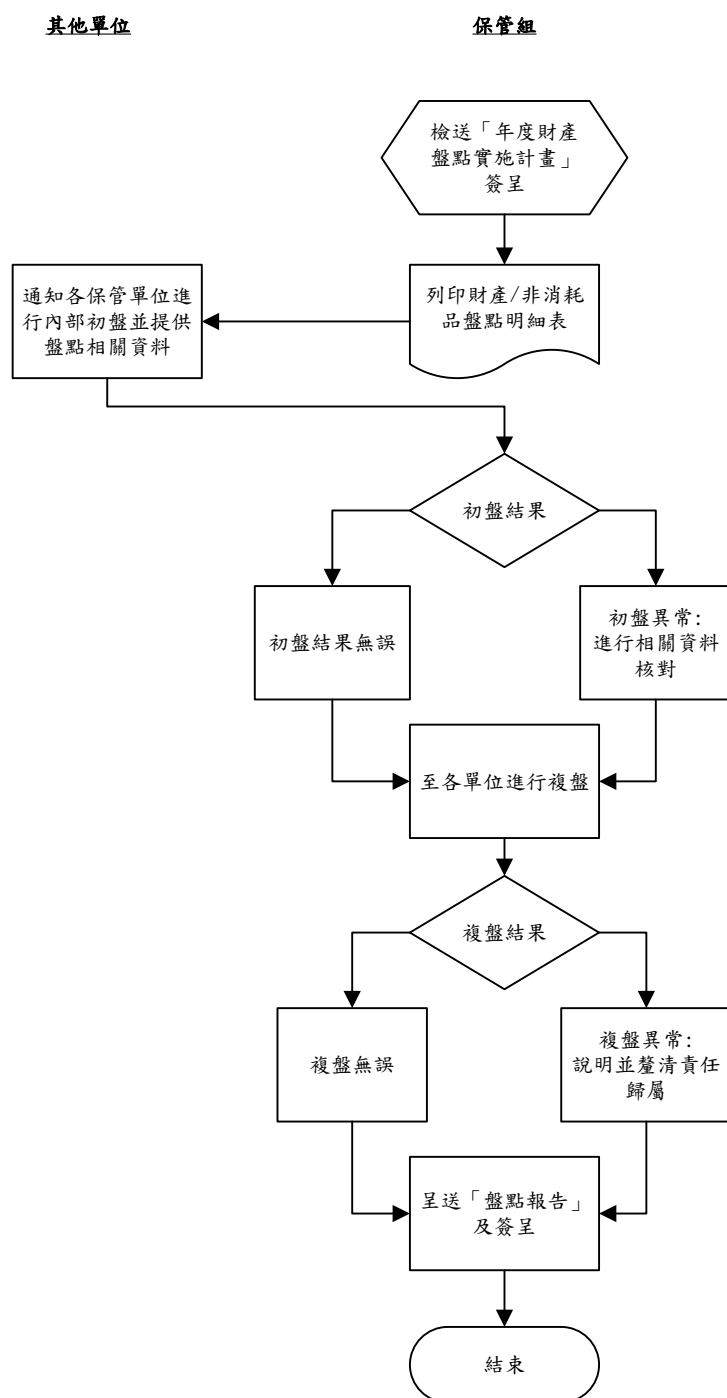 其他單位
保管組
檢送「年度財產
盤點實施計畫」
簽呈
通知各保管單位進
行內部初盤並提供
盤點相關資料
列印財產/非消耗
品盤點明細表
初盤結果
初盤結果無誤
初盤異常:
進行相關資料
核對
至各單位進行複盤
複盤結果
複盤無誤
複盤異常:
說明並釐清責任
歸屬
呈送「盤點報告」
及簽呈
結束